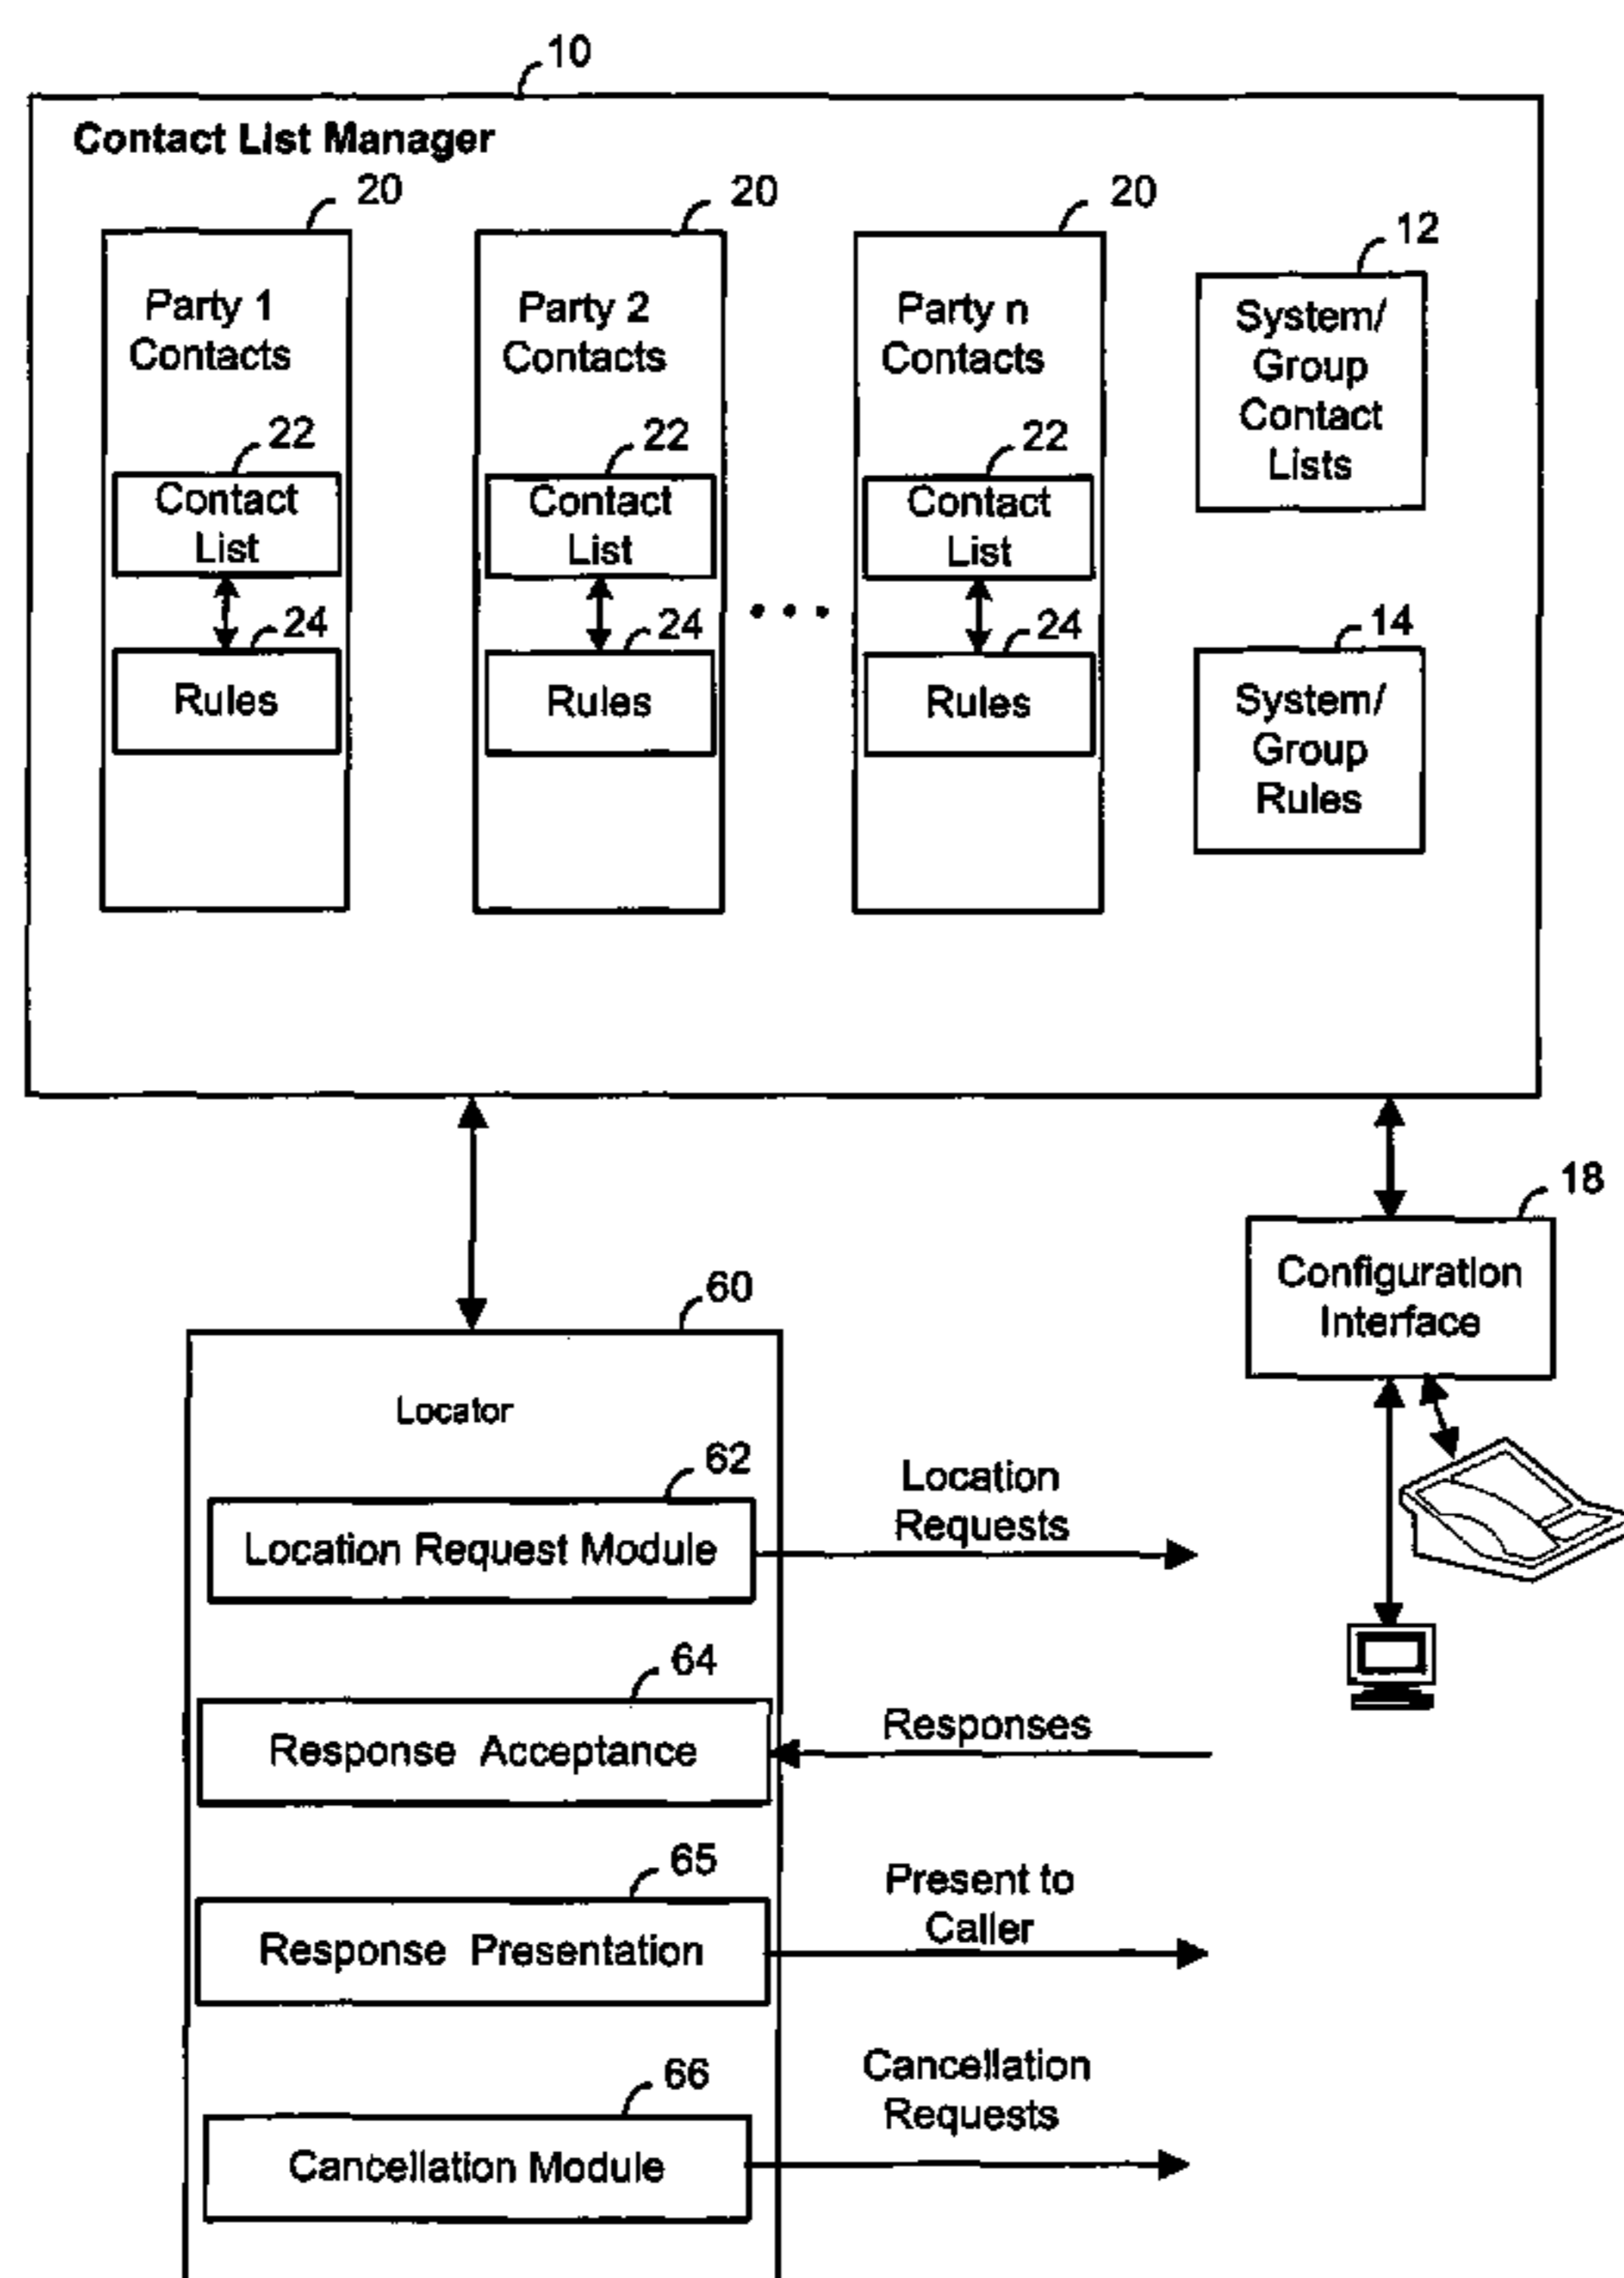 10
Contact List Manager
20
20
20
12
Party 1
Contacts
Party 2
Contacts
Party n
Contacts
System/
Group
Contact
Lists
22
22
22
Contact
List
Contact
List
Contact
List
24
24
24
14
Rules
Rules
Rules
System/
Group
Rules
18
Configuration
Interface
60
Locator
62
Location Request Module
Location
Requests
64
Response Acceptance
Responses
65
Response Presentation
Present to
Caller
66
Cancellation Module
Cancellation
Requests